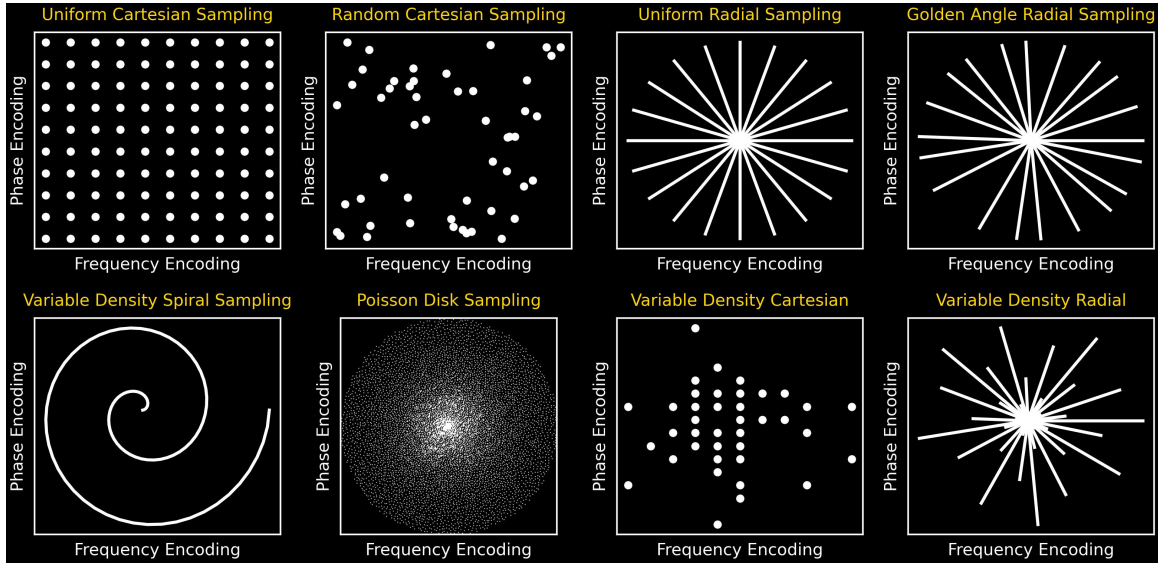 Uniform Cartesian Sampling
Random Cartesian Sampling
Uniform Radial Sampling
Golden Angle Radial Sampling
Phase Encoding
Phase Encoding
Phase Encoding
Phase Encoding
Frequency Encoding
Frequency Encoding
Frequency Encoding
Frequency Encoding
Variable Density Spiral Sampling
Poisson Disk Sampling
Variable Density Cartesian
Variable Density Radial
Phase Encoding
Phase Encoding
Phase Encoding
Phase Encoding
Frequency Encoding
Frequency Encoding
Frequency Encoding
Frequency Encoding